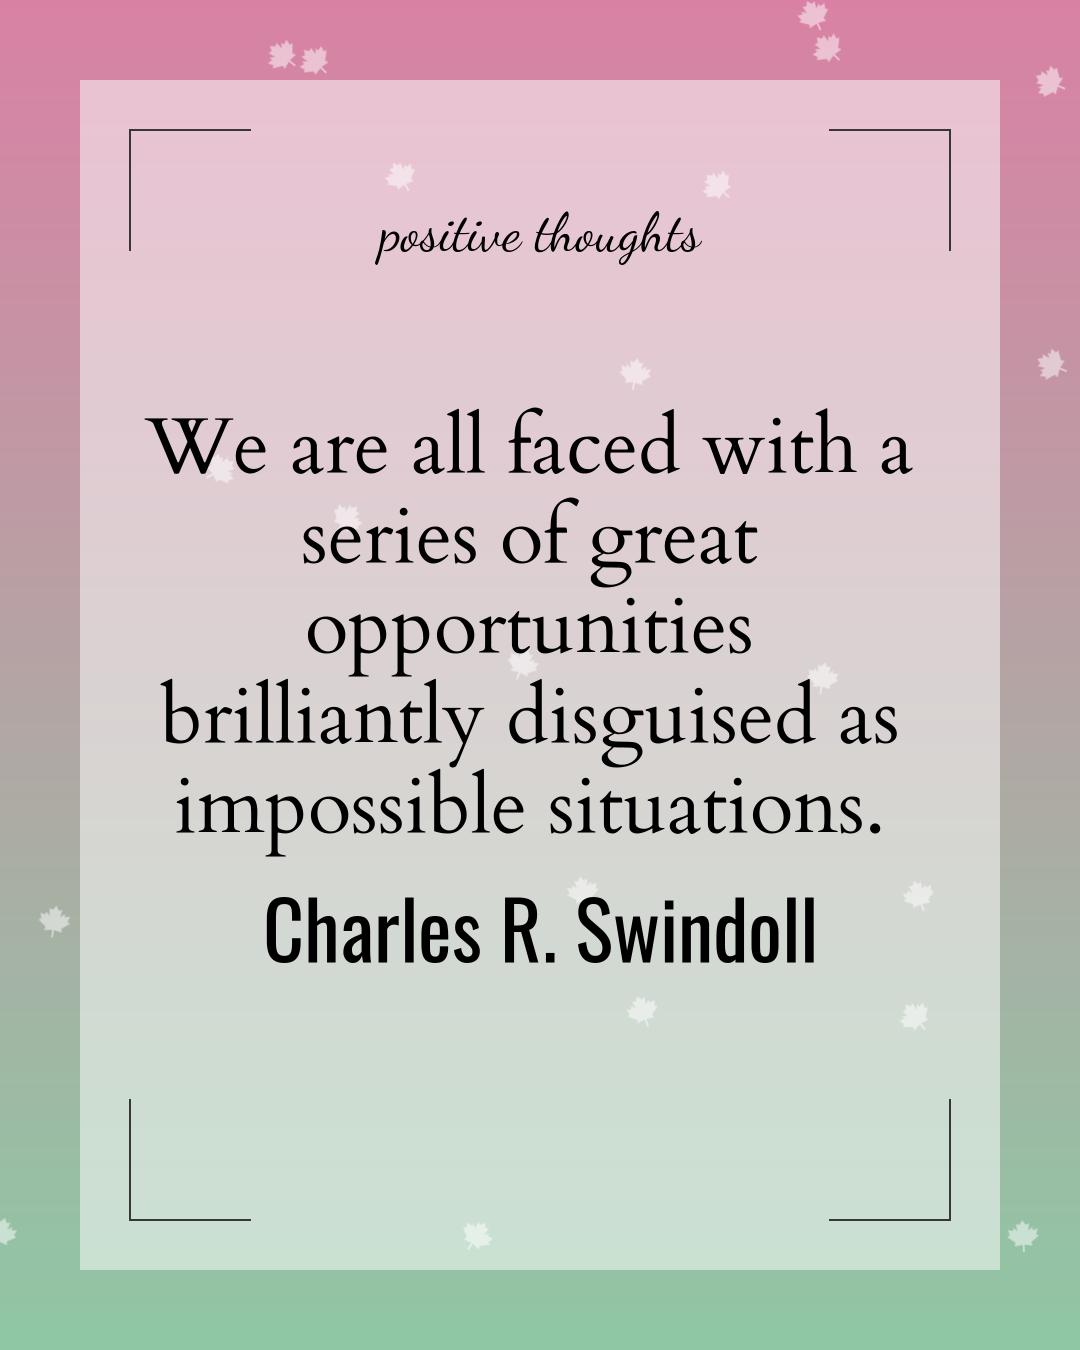 positive thoughts
We are all faced with a
series of great
opportunities
brilliantly disguised as
impossible situations.
Charles R. Swindoll